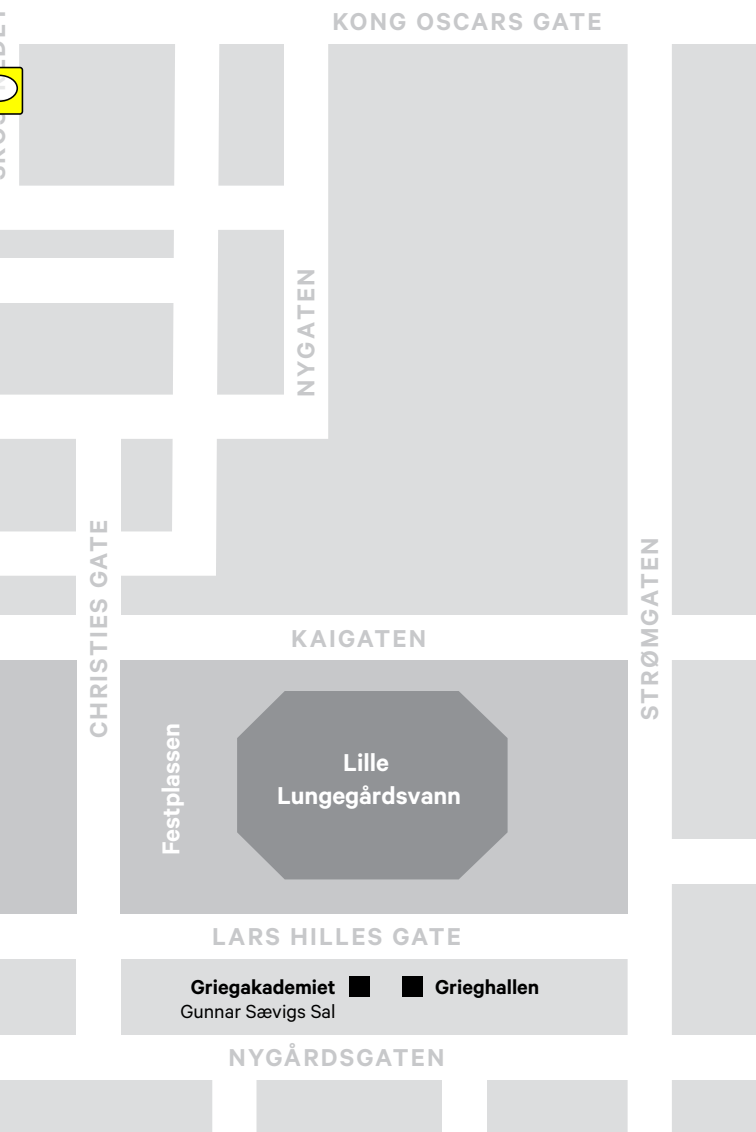 KONG OSCARS GATE
NYGATEN
CHRISTIES GATE
STRØMGATEN
KAIGATEN
Festplassen
Lille
Lungegårdsvann
LARS HILLES GATE
Griegakademiet
Gunnar Sævigs Sal
Grieghallen
NYGÅRDSGATEN